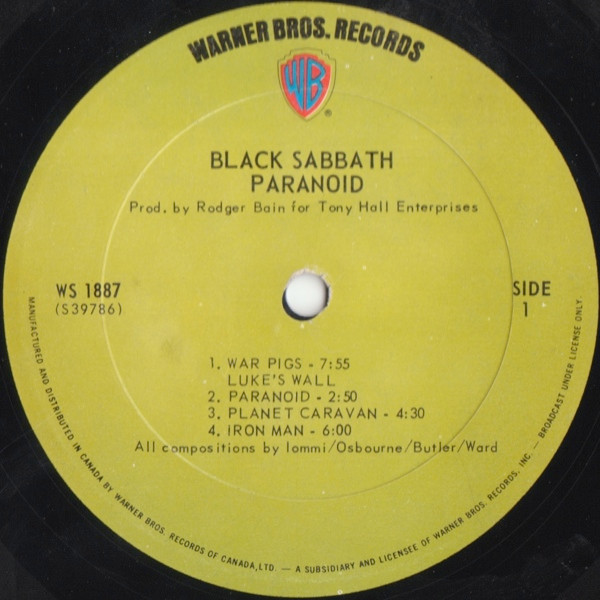 WARNER BROS. RECORDS
WB
®
BLACK SABBATH
PARANOID
Prod. by Rodger Bain for Tony Hall Enterprises
WS 1887
(S39786)
SIDE
1
1. WAR PIGS - 7:55
LUKE'S WALL
2. PARANOID - 2:50
3. PLANET CARAVAN - 4:30
4. IRON MAN - 6:00
All compositions by Iommi/Osbourne/Butler/Ward
MANUFACTURED AND DISTRIBUTED IN CANADA BY WARNER BROS. RECORDS OF CANADA, LTD. — A SUBSIDIARY AND LICENSEE OF WARNER BROS. RECORDS, INC. — BROADCAST UNDER LICENSE ONLY.